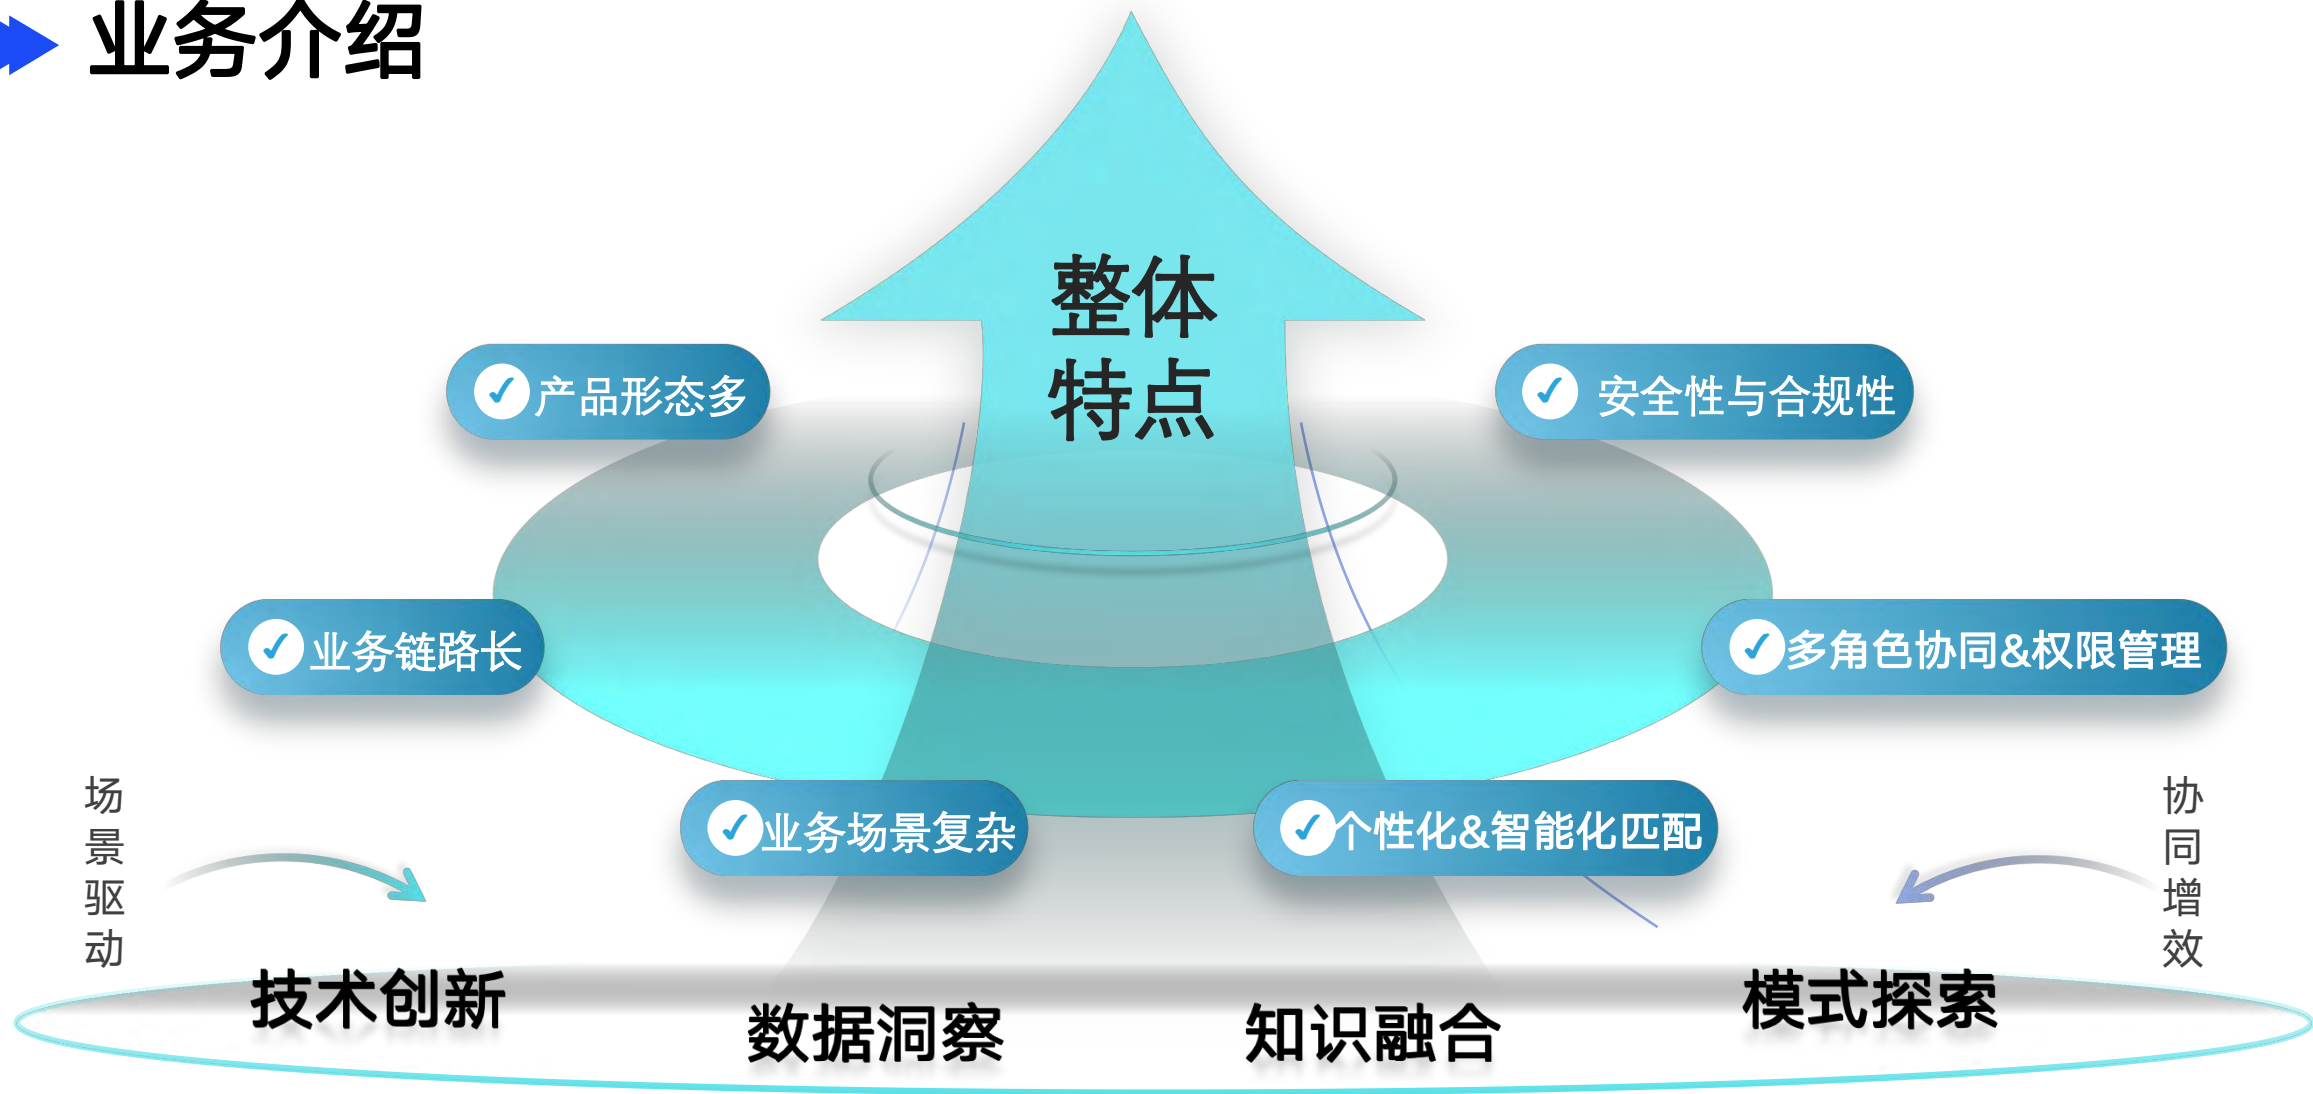 业务介绍
整体
特点
产品形态多
安全性与合规性
业务链路长
多角色协同&权限管理
业务场景复杂
个性化&智能化匹配
场景驱动
协同增效
技术创新
数据洞察
知识融合
模式探索